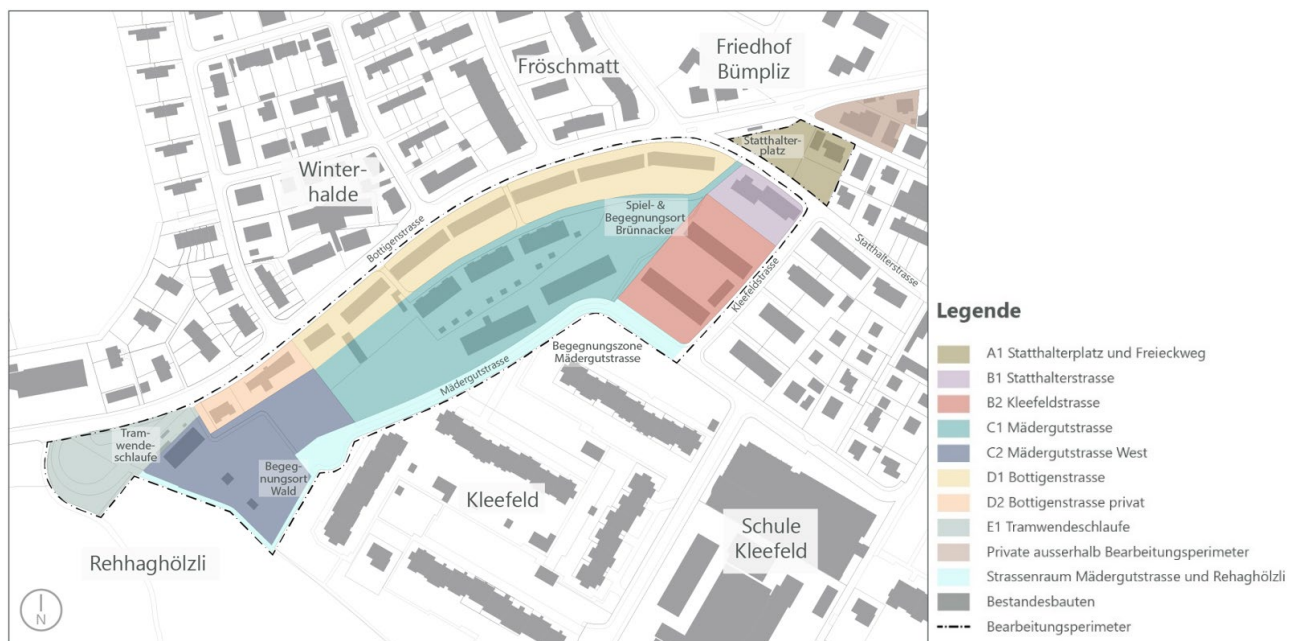 Friedhof
Bümpliz
Fröschmatt
Statthalter-
platz
Winter-
halde
Bottigenstrasse
Spiel- &
Begegnungsort
Brünnacker
Statthalterstrasse
Kleefeldstrasse
Begegnungszone
Mädergutstrasse
Mädergutstrasse
Tram-
wende-
schlaufe
Begeg-
nungsort
Wald
Kleefeld
Schule
Kleefeld
Rehhaghölzli
N
Legende
A1 Statthalterplatz und Freieckweg
B1 Statthalterstrasse
B2 Kleefeldstrasse
C1 Mädergutstrasse
C2 Mädergutstrasse West
D1 Bottigenstrasse
D2 Bottigenstrasse privat
E1 Tramwendeschlaufe
Private ausserhalb Bearbeitungsperimeter
Strassenraum Mädergutstrasse und Rehaghölzli
Bestandesbauten
Bearbeitungsperimeter